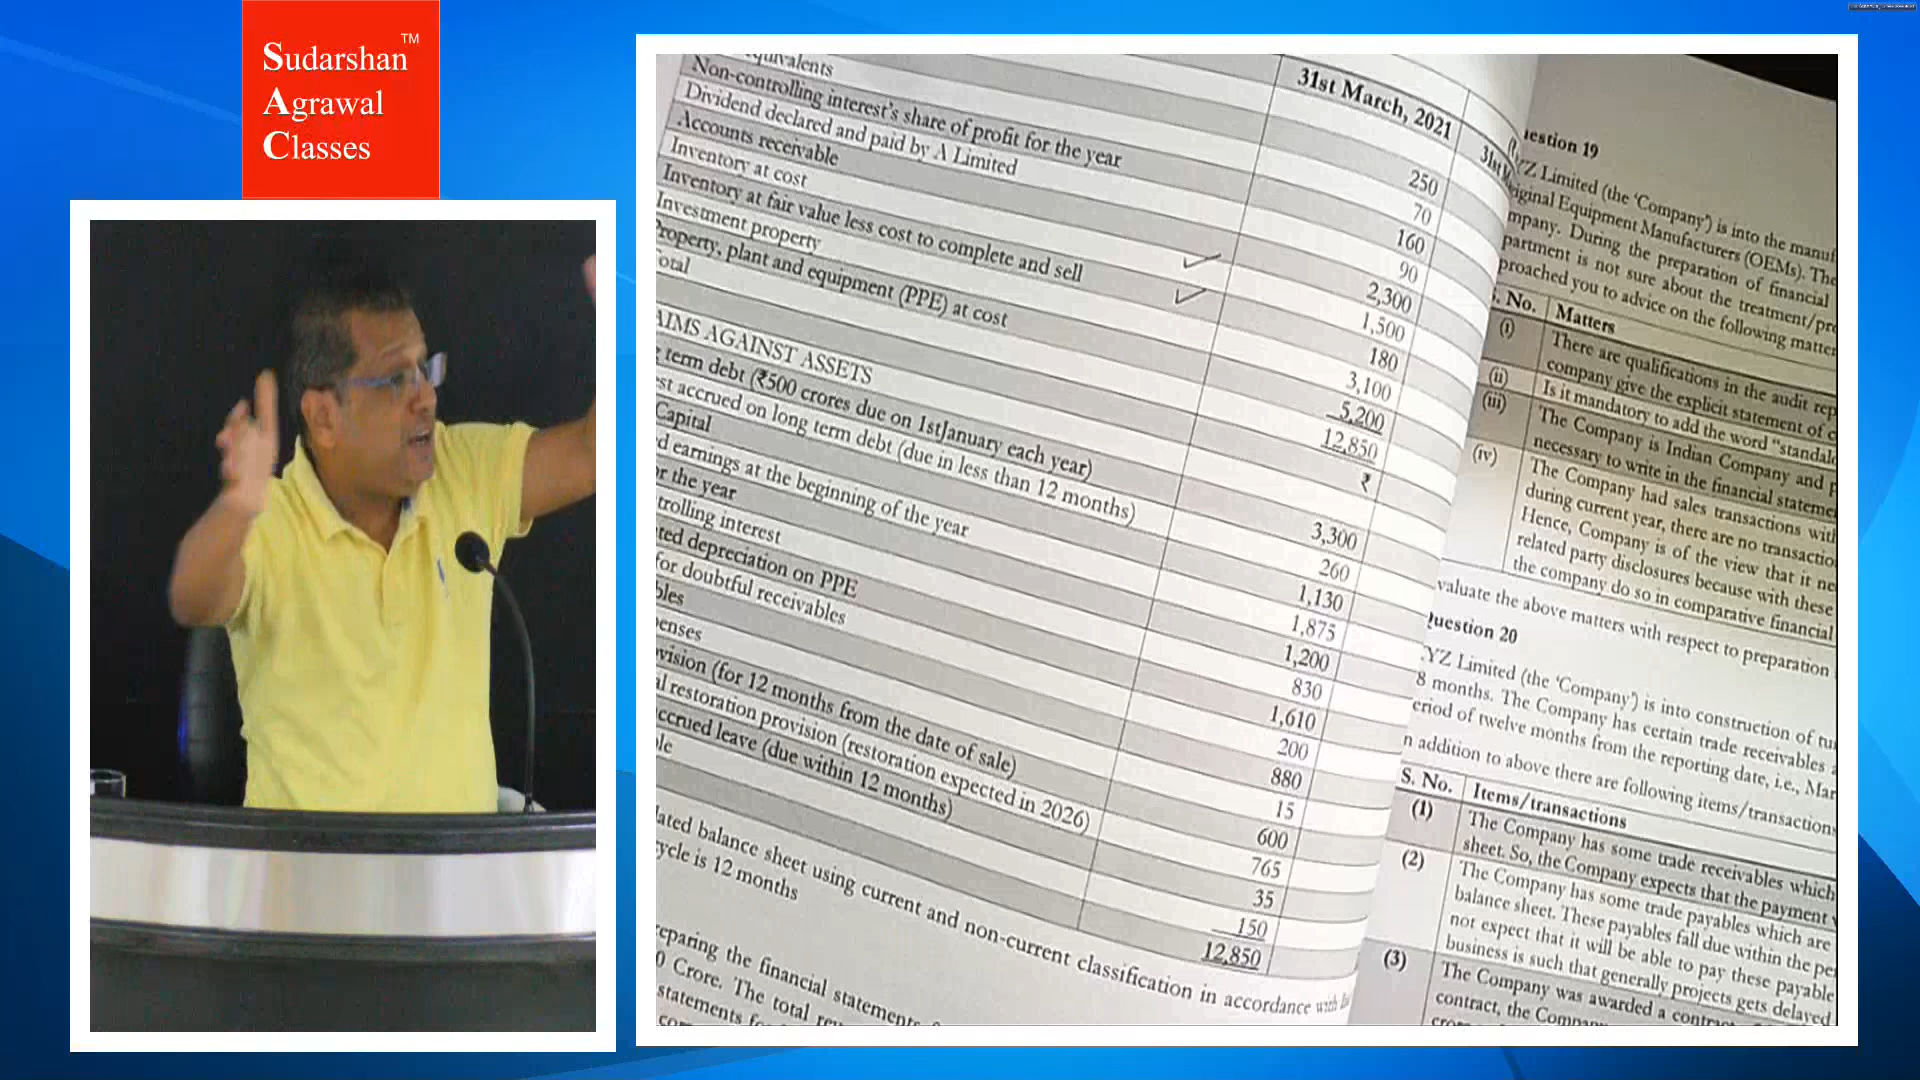 Sudarshan™
Agrawal
Classes
31st March, 2021
Non-controlling interest's share of profit for the year
Dividend declared and paid by A Limited
Accounts receivable
Inventory at cost
Inventory at fair value less cost to complete and sell
Investment property
Property, plant and equipment (PPE) at cost
250
70
160
90
2,300
1,500
180
3,100
5,200
12,850
₹
AIMS AGAINST ASSETS
term debt (₹500 crores due on 1stJanuary each year)
st accrued on long term debt (due in less than 12 months)
Capital
d earnings at the beginning of the year
r the year
trolling interest
ted depreciation on PPE
for doubtful receivables
bles
enses
vision (for 12 months from the date of sale)
al restoration provision (restoration expected in 2026)
ccrued leave (due within 12 months)
ble
3,300
260
1,130
1,875
1,200
830
1,610
200
880
15
600
765
35
150
12,850
lated balance sheet using current and non-current classification in accordance with
ycle is 12 months
reparing the financial statements
0 Crore. The total
statements
estion 19
YZ Limited (the 'Company') is into the manuf
riginal Equipment Manufacturers (OEMs). The
mpany. During the preparation of financial
partment is not sure about the treatment/pre
proached you to advice on the following matter
. No. Matters
(i) There are qualifications in the audit rep
company give the explicit statement of c
(ii) Is it mandatory to add the word "standal
(iii) The Company is Indian Company and p
necessary to write in the financial stateme
(iv) The Company had sales transactions with
during current year, there are no transactio
Hence, Company is of the view that it ne
related party disclosures because with these
the company do so in comparative financial
valuate the above matters with respect to preparation
Question 20
YZ Limited (the 'Company') is into construction of tu
8 months. The Company has certain trade receivables a
eriod of twelve months from the reporting date, i.e., Mar
n addition to above there are following items/transactions
S. No. Items/transactions
(1) The Company has some trade receivables which
sheet. So, the Company expects that the payment w
(2) The Company has some trade payables which are
balance sheet. These payables fall due within the pe
not expect that it will be able to pay these payable
business is such that generally projects gets delayed
(3) The Company was awarded a contract
contract, the Compan